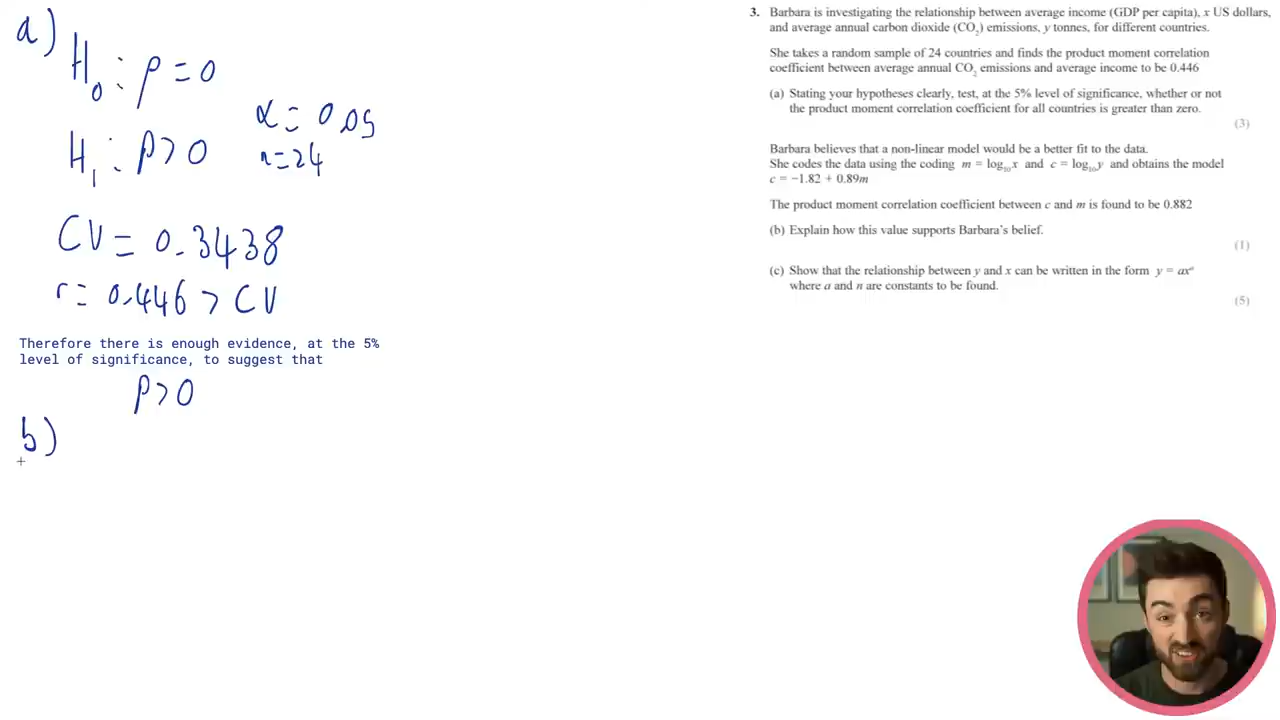 a)
H₀ : ρ = 0
H₁ : ρ > 0
α = 0.05
n = 24
CV = 0.3438
r = 0.446 > CV
Therefore there is enough evidence, at the 5%
level of significance, to suggest that
ρ > 0
b)
3. Barbara is investigating the relationship between average income (GDP per capita), x US dollars,
and average annual carbon dioxide (CO₂) emissions, y tonnes, for different countries.
She takes a random sample of 24 countries and finds the product moment correlation
coefficient between average annual CO₂ emissions and average income to be 0.446
(a) Stating your hypotheses clearly, test, at the 5% level of significance, whether or not
the product moment correlation coefficient for all countries is greater than zero.
(3)
Barbara believes that a non-linear model would be a better fit to the data.
She codes the data using the coding m = log₁₀x and c = log₁₀y and obtains the model
c = −1.82 + 0.89m
The product moment correlation coefficient between c and m is found to be 0.882
(b) Explain how this value supports Barbara's belief.
(1)
(c) Show that the relationship between y and x can be written in the form y = axⁿ
where a and n are constants to be found.
(5)